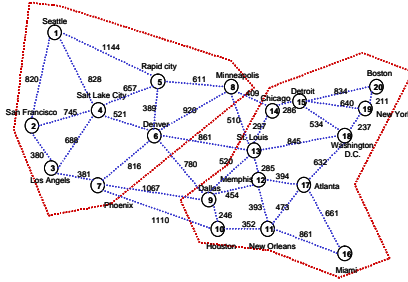 Seattle
1
1144
Rapid city
5
611
Minneapolis
8
409
Boston
20
834
211
Detroit
15
640
19
New York
Chicago
14
286
820
828
Salt Lake City
657
4
745
San Francisco
2
521
389
920
510
297
534
237
18
Washington
D.C.
Denver
6
861
St. Louis
13
845
380
688
3
Los Angels
381
7
Phoenix
816
780
520
285
Memphis
12
394
632
17
Atlanta
1067
Dallas
9
454
1110
246
393
473
661
10
352
11
Houston
New Orleans
861
16
Miami